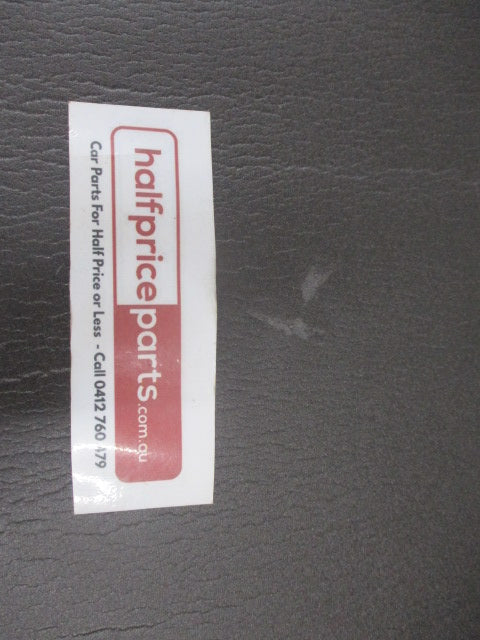 halfpriceparts.com.au
Car Parts For Half Price or Less - Call 0412 760 479